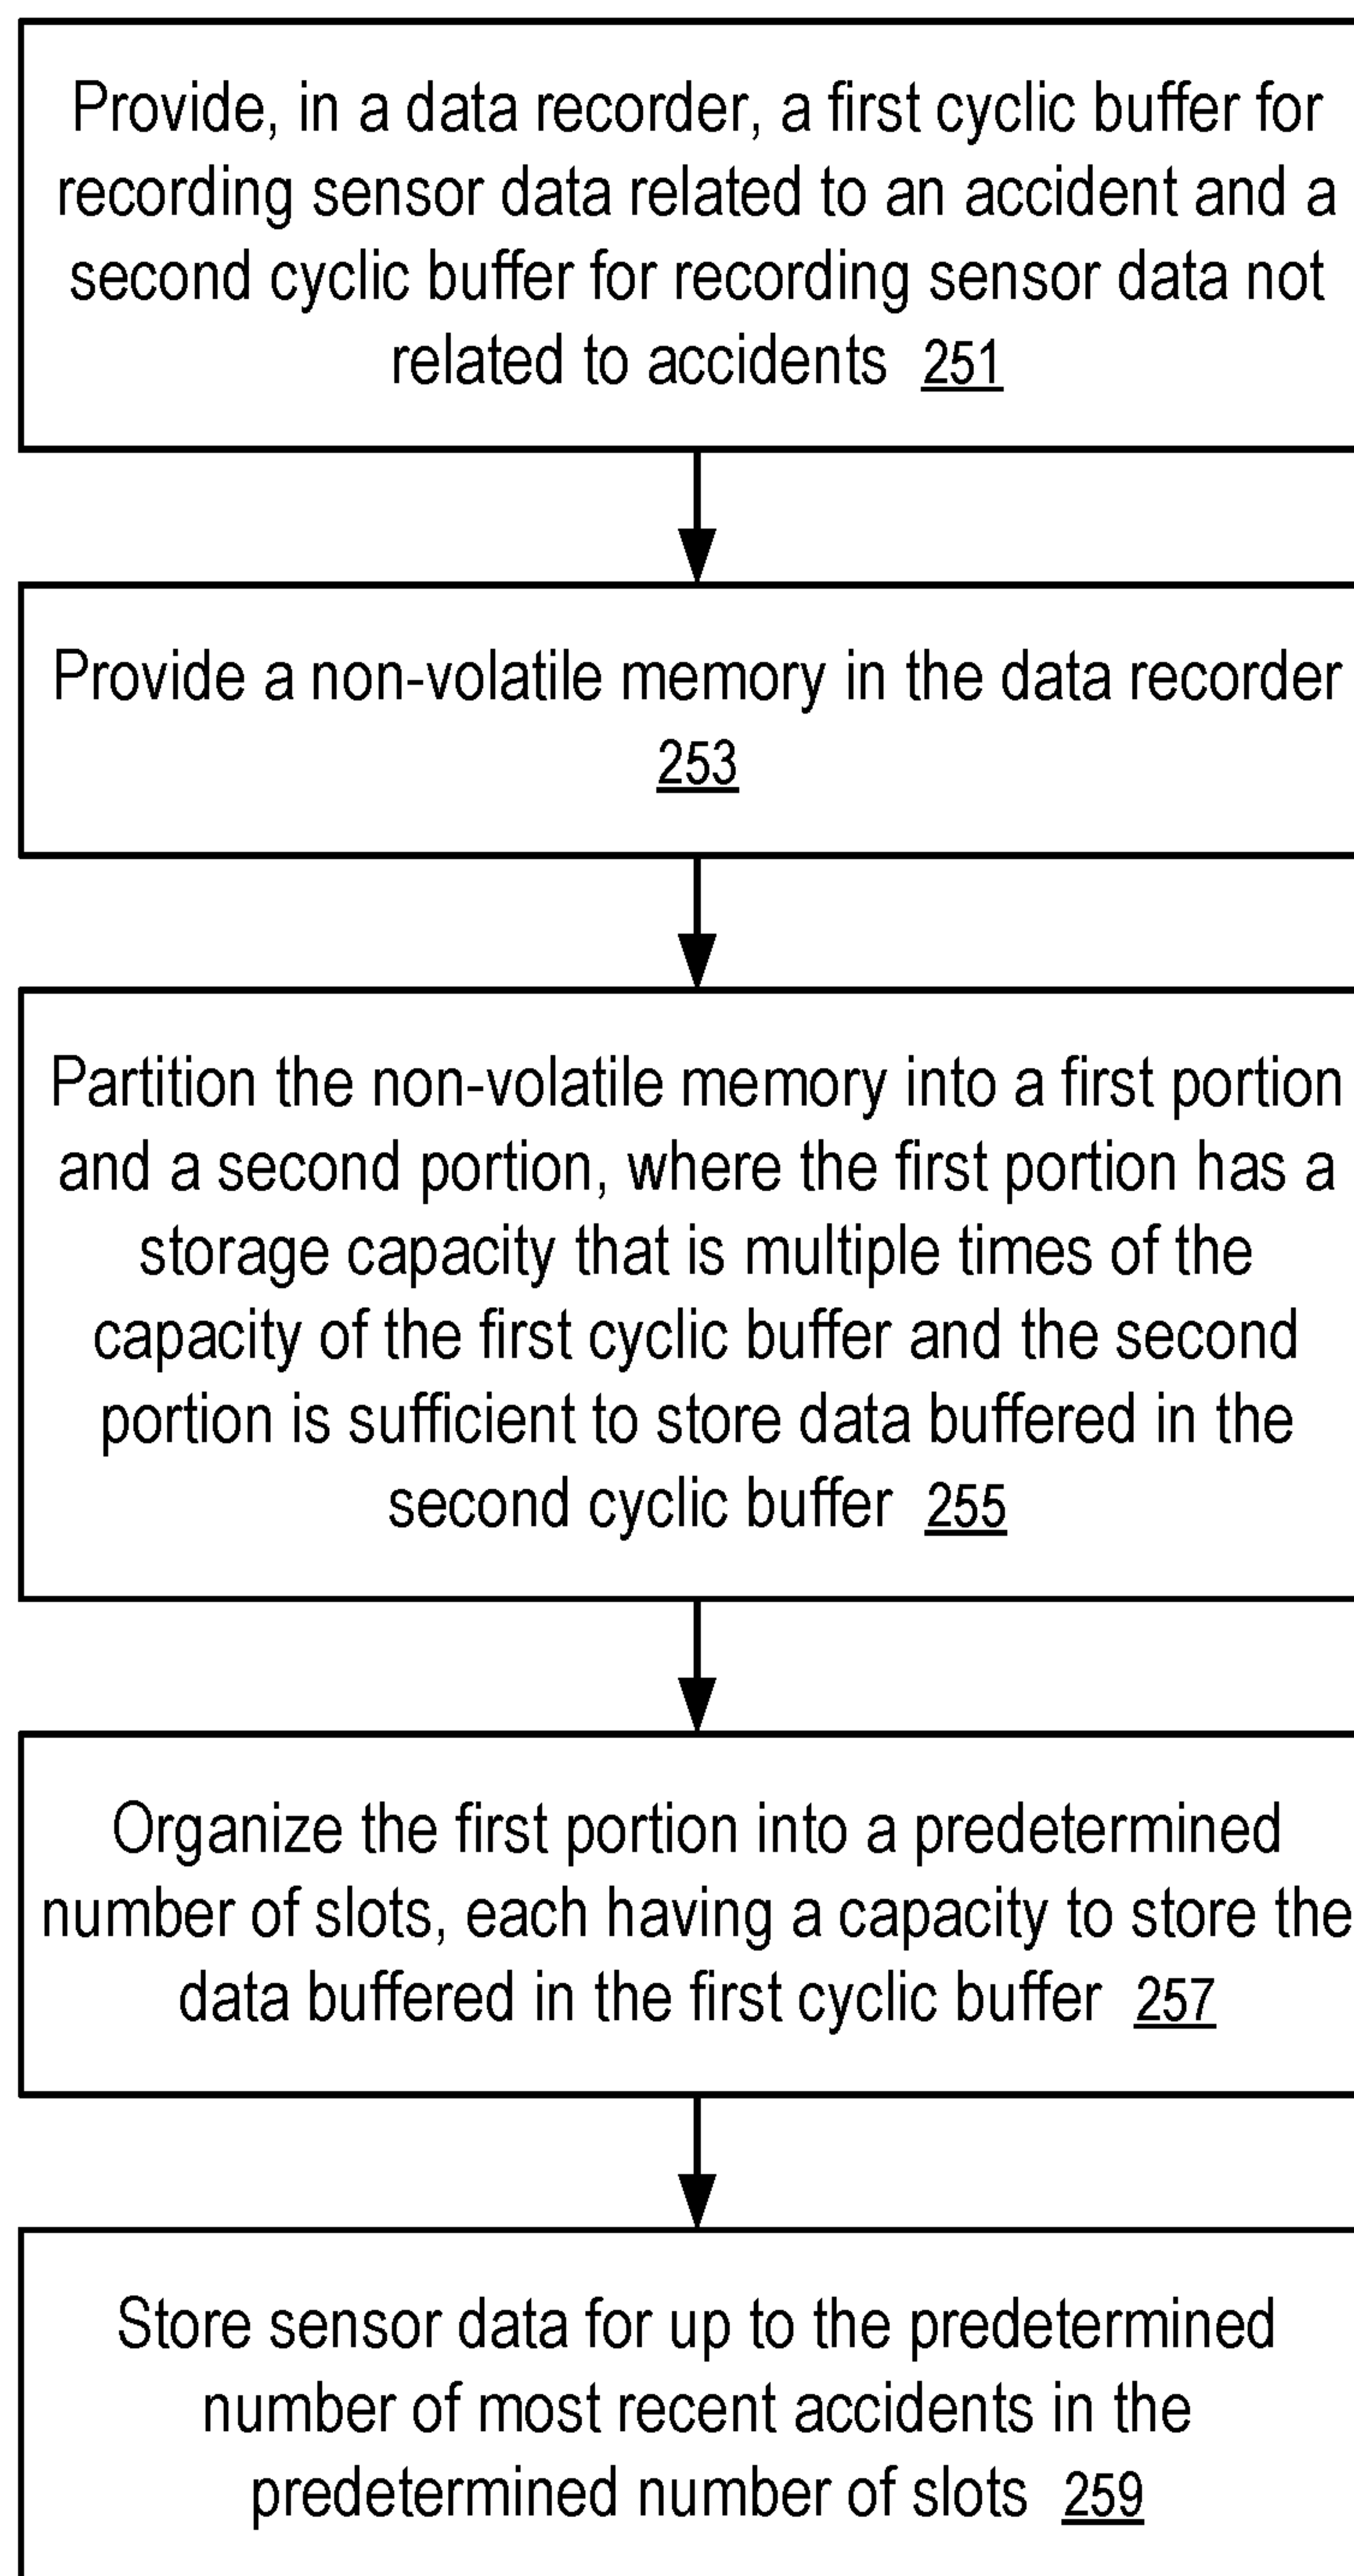 Provide, in a data recorder, a first cyclic buffer for
recording sensor data related to an accident and a
second cyclic buffer for recording sensor data not
related to accidents 251
Provide a non-volatile memory in the data recorder
253
Partition the non-volatile memory into a first portion
and a second portion, where the first portion has a
storage capacity that is multiple times of the
capacity of the first cyclic buffer and the second
portion is sufficient to store data buffered in the
second cyclic buffer 255
Organize the first portion into a predetermined
number of slots, each having a capacity to store the
data buffered in the first cyclic buffer 257
Store sensor data for up to the predetermined
number of most recent accidents in the
predetermined number of slots 259